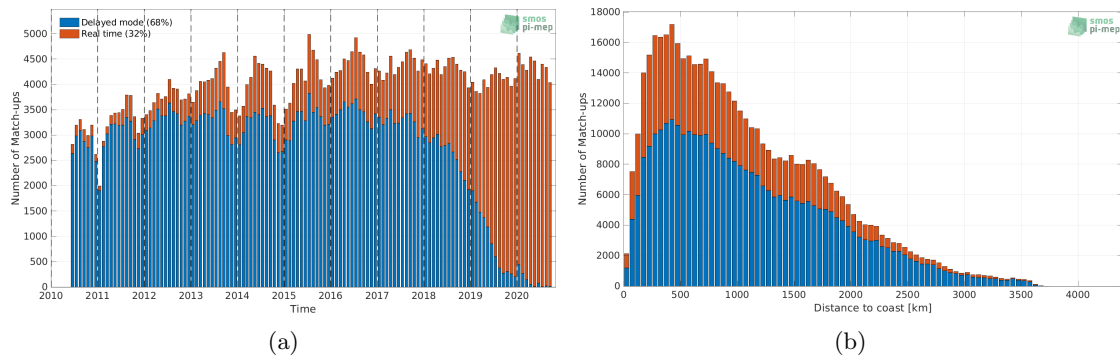 Delayed mode (68%)
Real time (32%)
smos
pi-mep
Number of Match-ups
5000
4500
4000
3500
3000
2500
2000
1500
1000
500
0
2010 2011 2012 2013 2014 2015 2016 2017 2018 2019 2020
Time
(a)
smos
pi-mep
Number of Match-ups
18000
16000
14000
12000
10000
8000
6000
4000
2000
0
0 500 1000 1500 2000 2500 3000 3500 4000
Distance to coast [km]
(b)